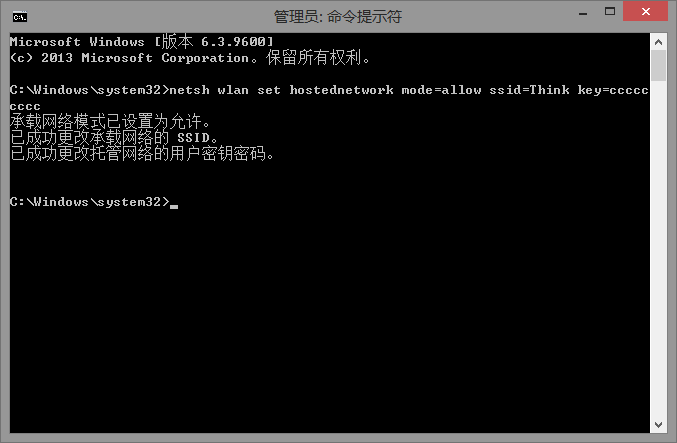 管理员: 命令提示符
Microsoft Windows [版本 6.3.9600]
(c) 2013 Microsoft Corporation。保留所有权利。
C:\Windows\system32>netsh wlan set hostednetwork mode=allow ssid=Think key=ccccc
cccc
承载网络模式已设置为允许。
已成功更改承载网络的 SSID。
已成功更改托管网络的用户密钥密码。
C:\Windows\system32>